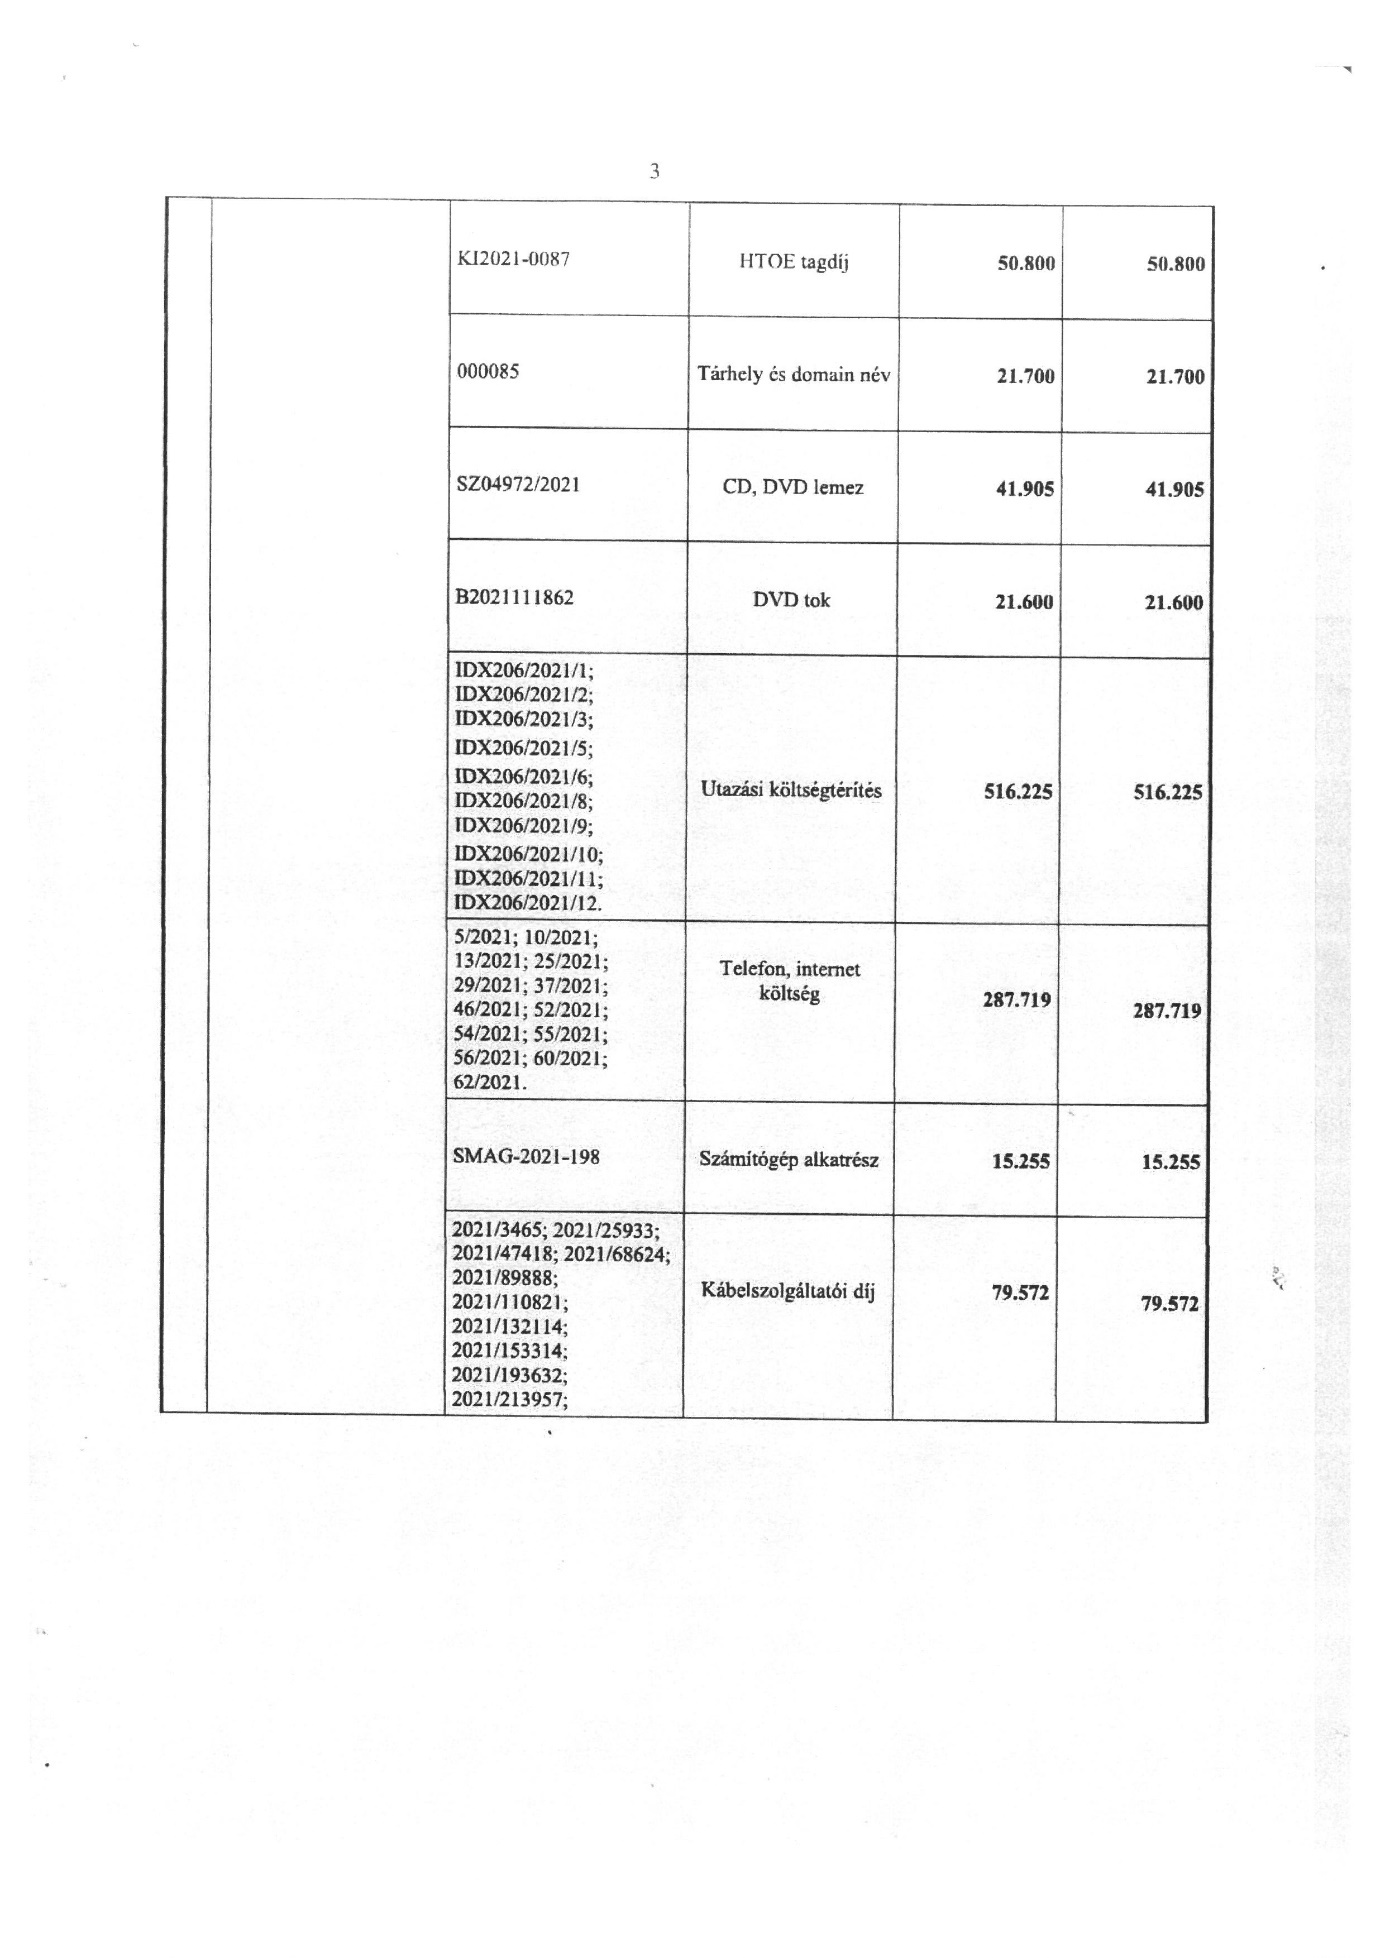 3
KI2021-0087 HTOE tagdíj 50.800 50.800
000085 Tárhely és domain név 21.700 21.700
SZ04972/2021 CD, DVD lemez 41.905 41.905
B2021111862 DVD tok 21.600 21.600
IDX206/2021/1;
IDX206/2021/2;
IDX206/2021/3;
IDX206/2021/5;
IDX206/2021/6;
IDX206/2021/8;
IDX206/2021/9;
IDX206/2021/10;
IDX206/2021/11;
IDX206/2021/12.
Utazási költségtérítés 516.225 516.225
5/2021; 10/2021;
13/2021; 25/2021;
29/2021; 37/2021;
46/2021; 52/2021;
54/2021; 55/2021;
56/2021; 60/2021;
62/2021.
Telefon, internet
költség
287.719 287.719
SMAG-2021-198 Számítógép alkatrész 15.255 15.255
2021/3465; 2021/25933;
2021/47418; 2021/68624;
2021/89888;
2021/110821;
2021/132114;
2021/153314;
2021/193632;
2021/213957;
Kábelszolgáltatói díj 79.572 79.572